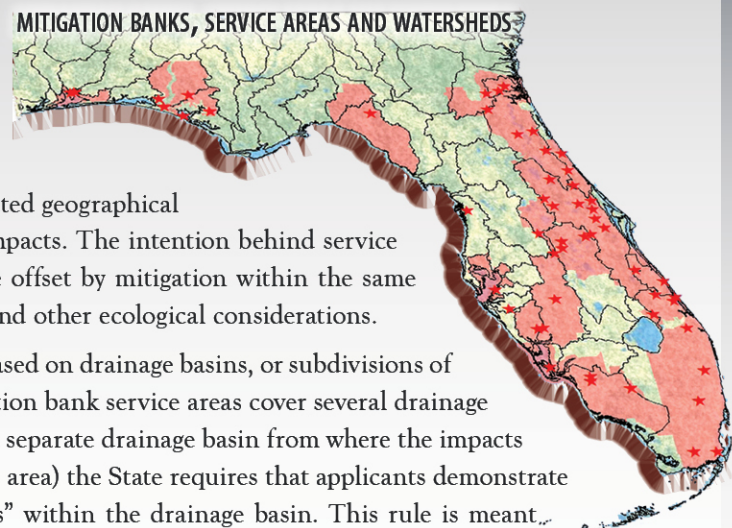 MITIGATION BANKS, SERVICE AREAS AND WATERSHEDS
ted geographical
npacts. The intention behind service
e offset by mitigation within the same
nd other ecological considerations.
ased on drainage basins, or subdivisions of
tion bank service areas cover several drainage
separate drainage basin from where the impacts
area) the State requires that applicants demonstrate
s” within the drainage basin. This rule is meant